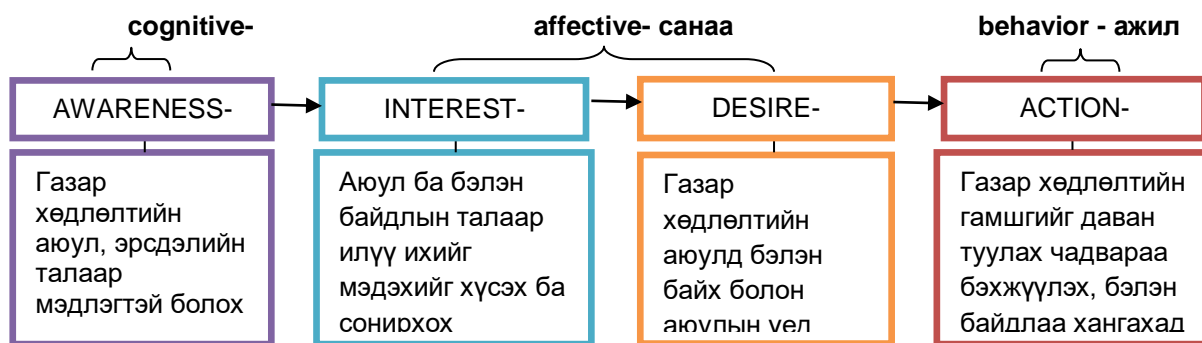 cognitive-
affective- санаа
behavior - ажил
AWARENESS-
INTEREST-
DESIRE-
ACTION-
Газар
хөдлөлтийн
аюул, эрсдэлийн
талаар
мэдлэгтэй болох
Аюул ба бэлэн
байдлын талаар
илүү ихийг
мэдэхийг хүсэх ба
сонирхох
Газар
хөдлөлтийн
аюулд бэлэн
байх болон
аюулын үед
Газар хөдлөлтийн
гамшгийг даван
туулах чадвараа
бэхжүүлэх, бэлэн
байдлаа хангахад